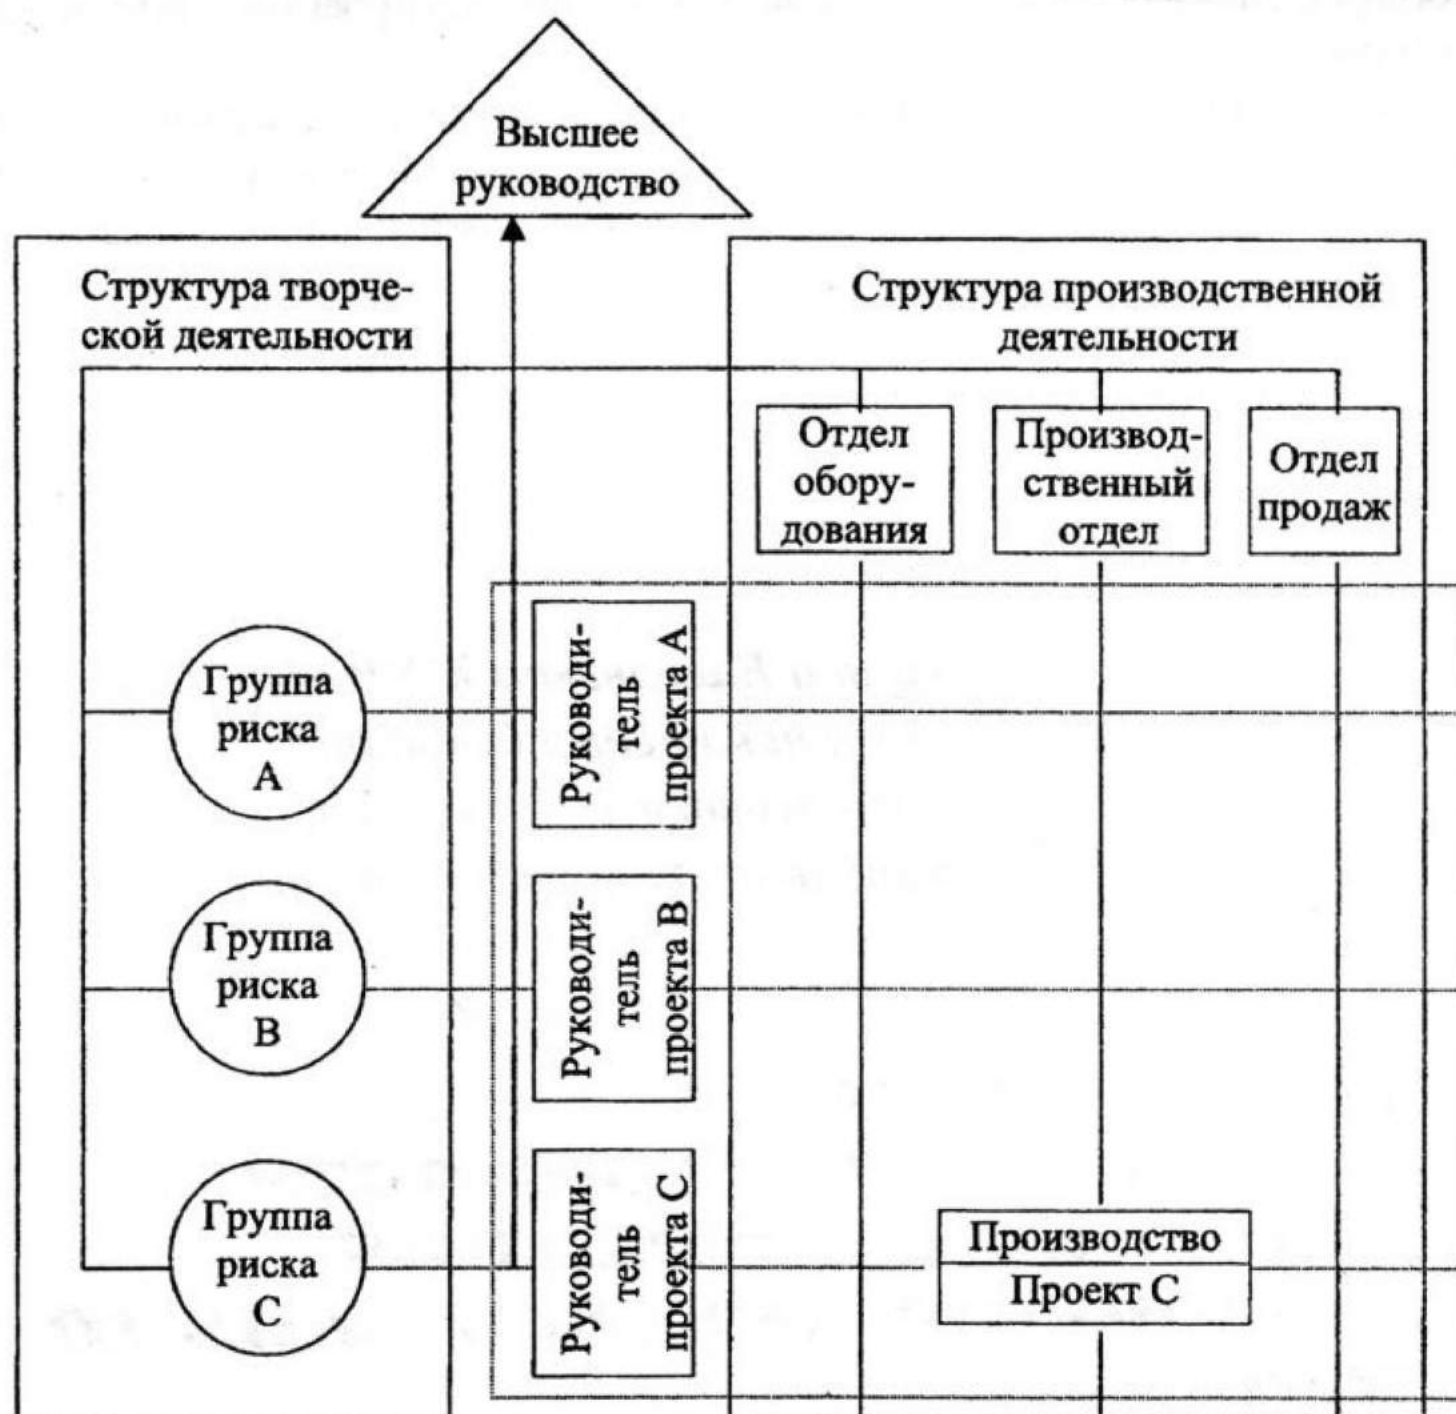 Высшее
руководство
Структура творче-
ской деятельности
Структура производственной
деятельности
Отдел
обору-
дования
Производ-
ственный
отдел
Отдел
продаж
Группа
риска
А
Руководи-
тель
проекта А
Группа
риска
В
Руководи-
тель
проекта В
Группа
риска
С
Руководи-
тель
проекта С
Производство
Проект С